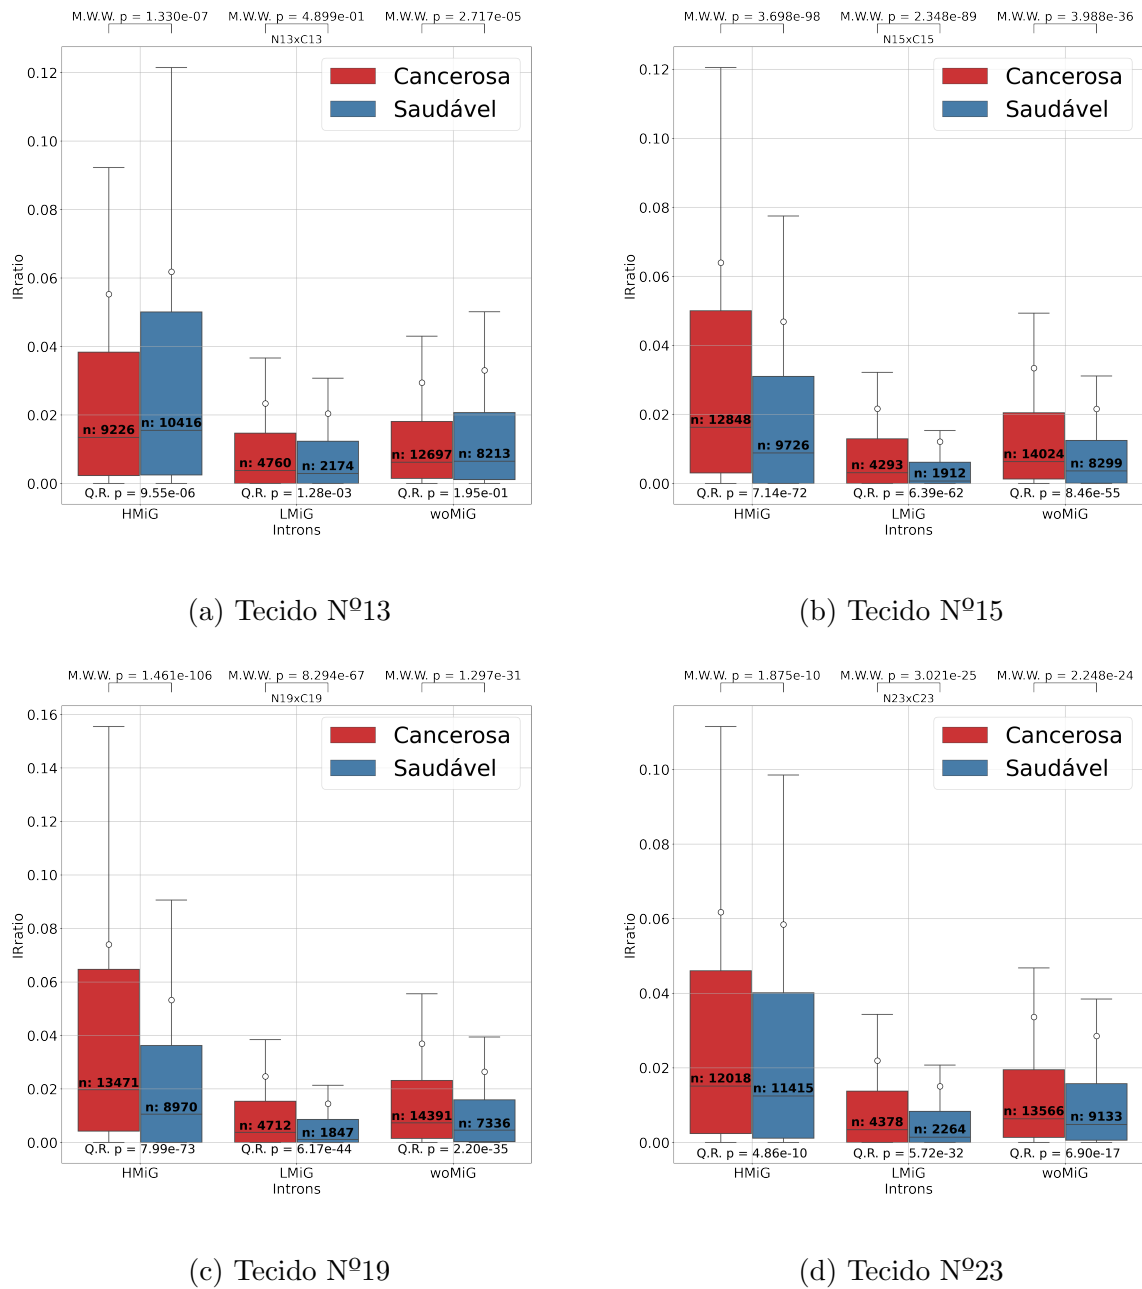 M.W.W. p = 1.330e-07 M.W.W. p = 4.899e-01 M.W.W. p = 2.717e-05
N13xC13
Cancerosa
Saudável
0.12
0.10
0.08
0.06
0.04
0.02
0.00
IRratio
n: 9226 n: 10416 n: 4760 n: 2174 n: 12697 n: 8213
Q.R. p = 9.55e-06 Q.R. p = 1.28e-03 Q.R. p = 1.95e-01
HMiG LMiG woMiG
Introns
(a) Tecido Nº13
M.W.W. p = 3.698e-98 M.W.W. p = 2.348e-89 M.W.W. p = 3.988e-36
N15xC15
Cancerosa
Saudável
0.12
0.10
0.08
0.06
0.04
0.02
0.00
IRratio
n: 12848 n: 9726 n: 4293 n: 1912 n: 14024 n: 8299
Q.R. p = 7.14e-72 Q.R. p = 6.39e-62 Q.R. p = 8.46e-55
HMiG LMiG woMiG
Introns
(b) Tecido Nº15
M.W.W. p = 1.461e-106 M.W.W. p = 8.294e-67 M.W.W. p = 1.297e-31
N19xC19
Cancerosa
Saudável
0.16
0.14
0.12
0.10
0.08
0.06
0.04
0.02
0.00
IRratio
n: 13471 n: 8970 n: 4712 n: 1847 n: 14391 n: 7336
Q.R. p = 7.99e-73 Q.R. p = 6.17e-44 Q.R. p = 2.20e-35
HMiG LMiG woMiG
Introns
(c) Tecido Nº19
M.W.W. p = 1.875e-10 M.W.W. p = 3.021e-25 M.W.W. p = 2.248e-24
N23xC23
Cancerosa
Saudável
0.10
0.08
0.06
0.04
0.02
0.00
IRratio
n: 12018 n: 11415 n: 4378 n: 2264 n: 13566 n: 9133
Q.R. p = 4.86e-10 Q.R. p = 5.72e-32 Q.R. p = 6.90e-17
HMiG LMiG woMiG
Introns
(d) Tecido Nº23